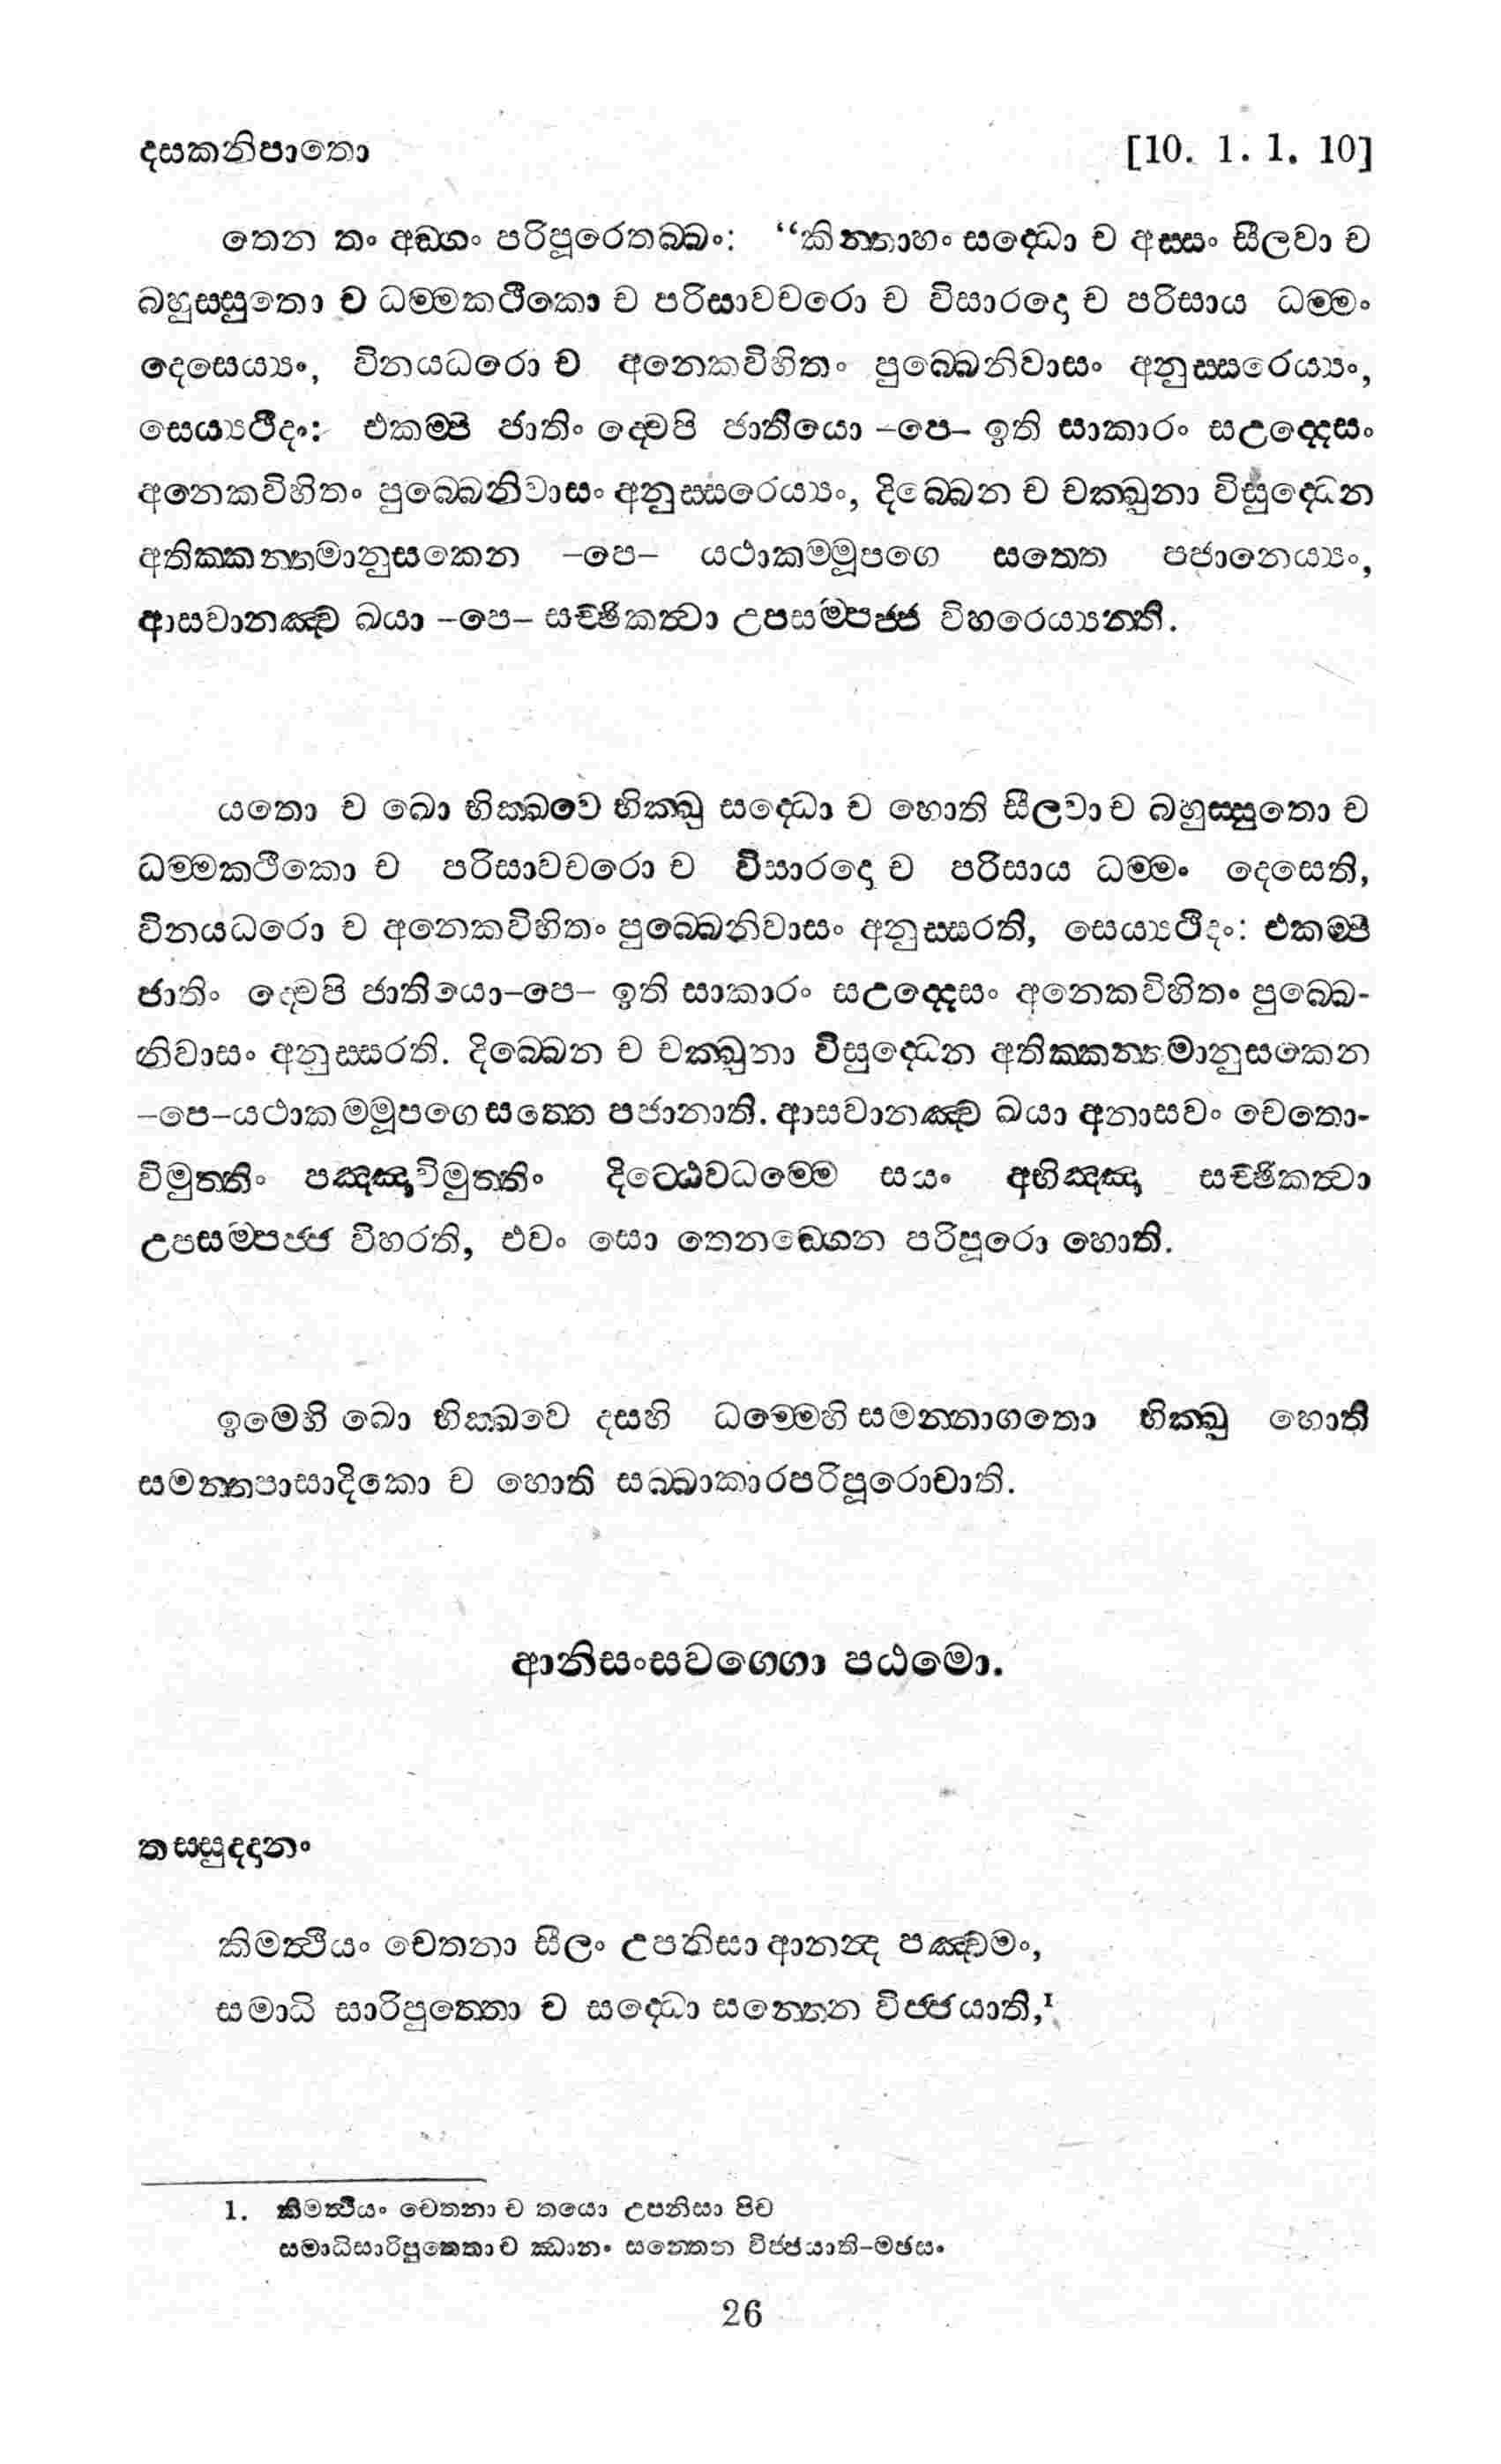 දසකනිපාතො [10. 1. 1. 10]
තෙන තං අඞ්ගං පරිපූරෙතබ්බං: “කින්තාහං සද්ධො ච අස්සං සීලවා ච
බහුස්සුතො ච ධම්මකථිකො ච පරිසාවචරො ච විසාරදො ච පරිසාය ධම්මං
දෙසෙය්‍යං, විනයධරො ච අනෙකවිහිතං පුබ්බෙනිවාසං අනුස්සරෙය්‍යං,
සෙය්‍යථීදං: එකම්පි ජාතිං ද්වෙපි ජාතියො –පෙ– ඉති සාකාරං සඋද්දෙසං
අනෙකවිහිතං පුබ්බෙනිවාසං අනුස්සරෙය්‍යං, දිබ්බෙන ච චක්ඛුනා විසුද්ධෙන
අතික්කන්තමානුසකෙන –පෙ– යථාකම්මූපගෙ සත්තෙ පජානෙය්‍යං,
ආසවානඤ්ච ඛයා –පෙ– සච්ඡිකත්වා උපසම්පජ්ජ විහරෙය්‍යන්ති.
යතො ච ඛො භික්ඛවෙ භික්ඛු සද්ධො ච හොති සීලවා ච බහුස්සුතො ච
ධම්මකථිකො ච පරිසාවචරො ච විසාරදො ච පරිසාය ධම්මං දෙසෙති,
විනයධරො ච අනෙකවිහිතං පුබ්බෙනිවාසං අනුස්සරති, සෙය්‍යථිදං: එකම්පි
ජාතිං ද්වෙපි ජාතියො–පෙ– ඉති සාකාරං සඋද්දෙසං අනෙකවිහිතං පුබ්බෙ-
නිවාසං අනුස්සරති. දිබ්බෙන ච චක්ඛුනා විසුද්ධෙන අතික්කන්තමානුසකෙන
–පෙ–යථාකම්මූපගෙ සත්තෙ පජානාති. ආසවානඤ්ච ඛයා අනාසවං චෙතො-
විමුත්තිං පඤ්ඤාවිමුත්තිං දිට්ඨෙවධම්මෙ සයං අභිඤ්ඤා සච්ඡිකත්වා
උපසම්පජ්ජ විහරති, එවං සො තෙනඞ්ගෙන පරිපූරො හොති.
ඉමෙහි ඛො භික්ඛවෙ දසහි ධම්මෙහි සමන්නාගතො භික්ඛු හොති
සමන්තපාසාදිකො ච හොති සබ්බාකාරපරිපූරොචාති.
ආනිසංසවග්ගො පඨමො.
තස්සුද්දානං
කිමත්ථියං චෙතනා සීලං උපනිසා ආනන්ද පඤ්චමං,
සමාධි සාරිපුත්තො ච සද්ධො සන්තෙන විජ්ජයාති,¹
1. කිමත්ථියං චෙතනා ච තයො උපනිසා පිච
සමාධිසාරිපුත්තො ච ඣානං සන්තෙන විජ්ජයාති–මඡසං
26